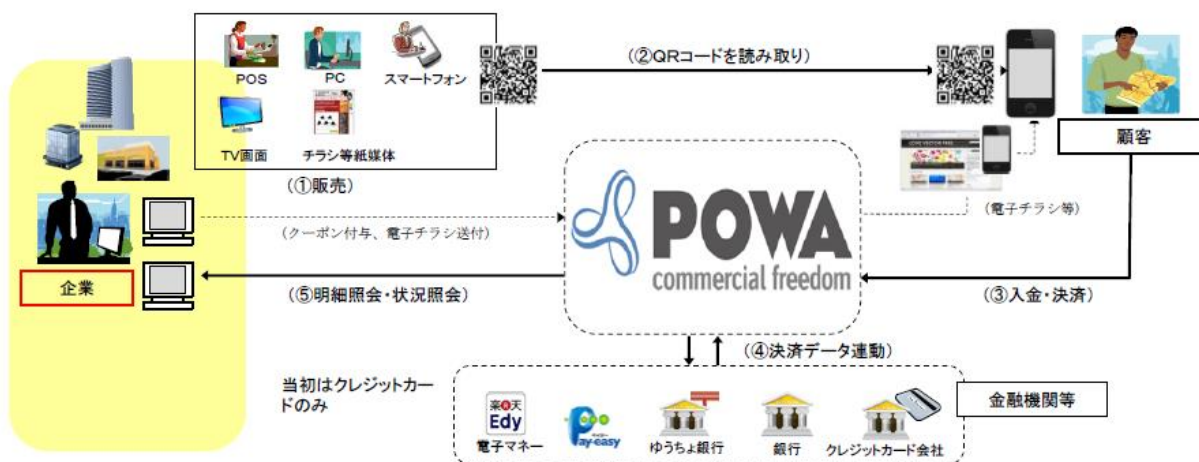 POS
PC
スマートフォン
TV画面
チラシ等紙媒体
(①販売)
(②QRコードを読み取り)
顧客
(電子チラシ等)
(クーポン付与、電子チラシ送付)
POWA
commercial freedom
企業
(⑤明細照会・状況照会)
(③入金・決済)
(④決済データ連動)
当初はクレジットカー
ドのみ
金融機関等
楽天
Edy
電子マネー
ペイジー
Pay-easy
ゆうちょ銀行
銀行
クレジットカード会社